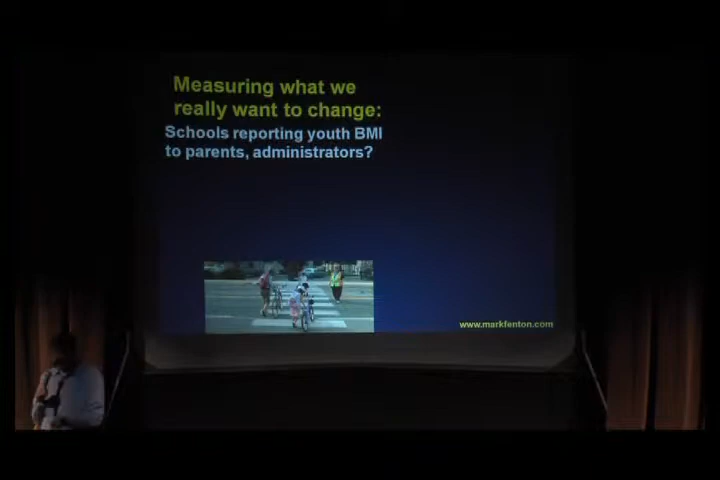 Measuring what we
really want to change:
Schools reporting youth BMI
to parents, administrators?
www.markfenton.com